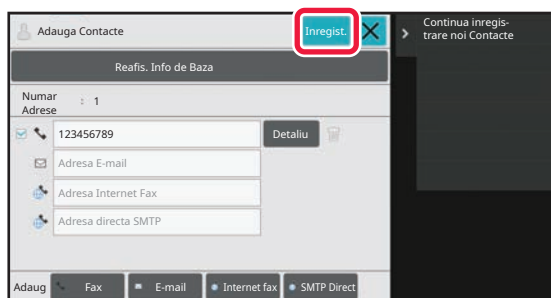 Adauga Contacte
Inregist.
Continua inregis-
trare noi Contacte
Reafis. Info de Baza
Numar
Adrese
: 1
123456789
Detaliu
Adresa E-mail
Adresa Internet Fax
Adresa directa SMTP
Adaug
Fax
E-mail
Internet fax
SMTP Direct